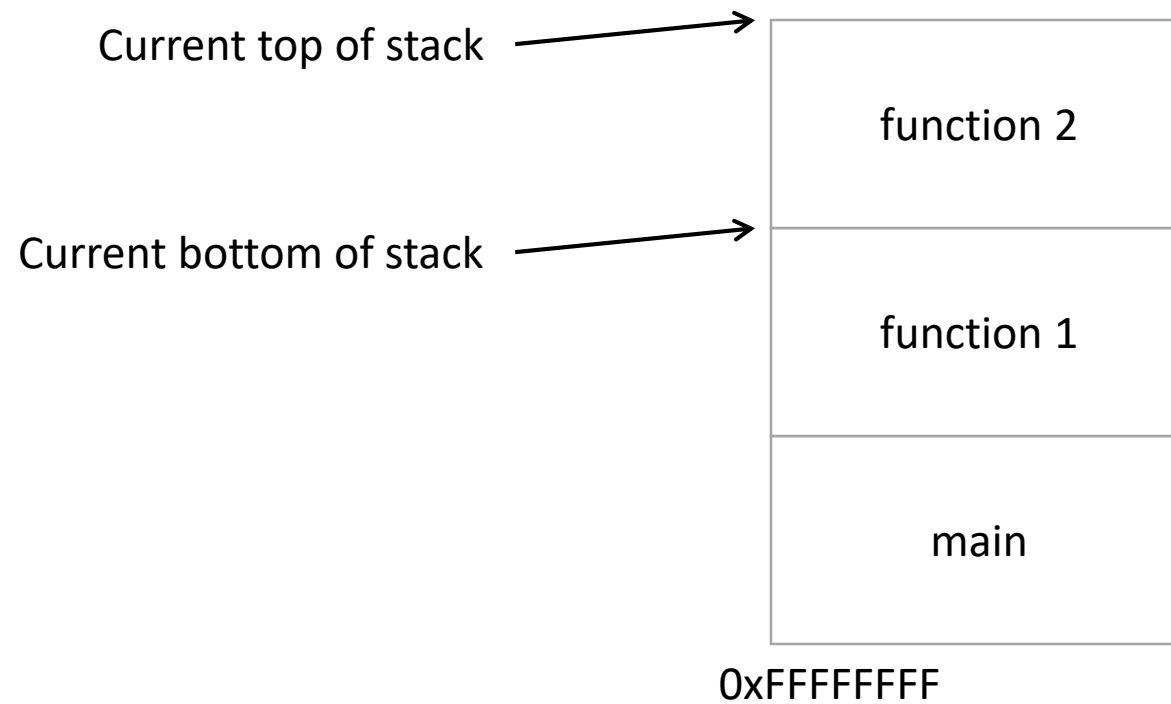 Current top of stack
function 2
Current bottom of stack
function 1
main
0xFFFFFFFF